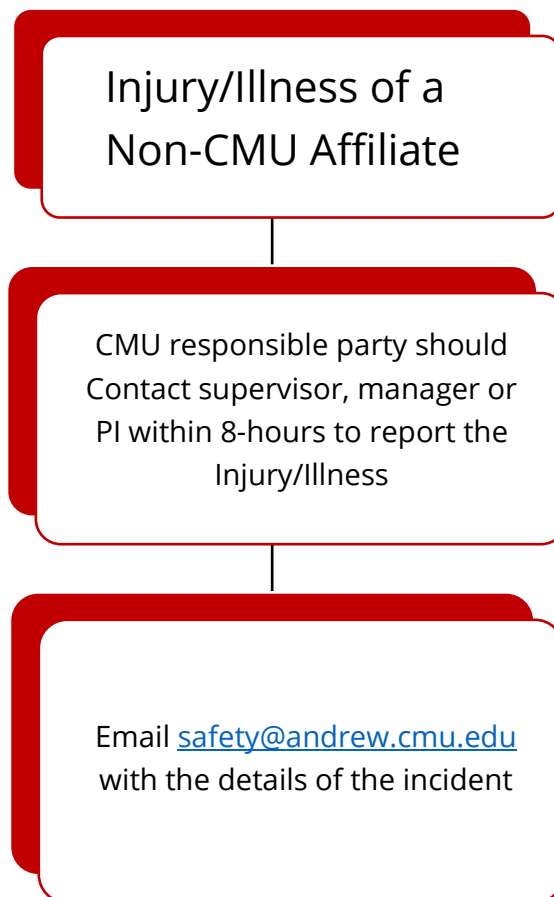 Injury/Illness of a
Non-CMU Affiliate
CMU responsible party should
Contact supervisor, manager or
PI within 8-hours to report the
Injury/Illness
Email safety@andrew.cmu.edu
with the details of the incident